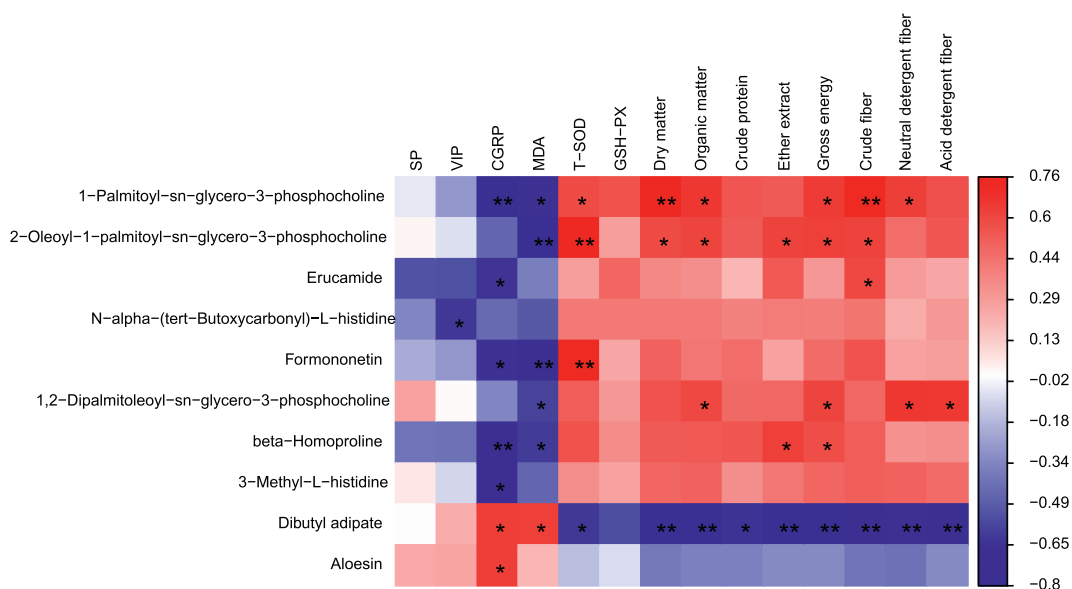 SP
VIP
CGRP
MDA
T−SOD
GSH−PX
Dry matter
Organic matter
Crude protein
Ether extract
Gross energy
Crude fiber
Neutral detergent fiber
Acid detergent fiber
1−Palmitoyl−sn−glycero−3−phosphocholine ** * * ** * * ** *
2−Oleoyl−1−palmitoyl−sn−glycero−3−phosphocholine ** ** * * * * *
Erucamide * *
N−alpha−(tert−Butoxycarbonyl)−L−histidine *
Formononetin * ** **
1,2−Dipalmitoleoyl−sn−glycero−3−phosphocholine * * * * *
beta−Homoproline ** * * *
3−Methyl−L−histidine *
Dibutyl adipate * * * ** ** * ** ** ** ** **
Aloesin *
0.76
0.6
0.44
0.29
0.13
−0.02
−0.18
−0.34
−0.49
−0.65
−0.8